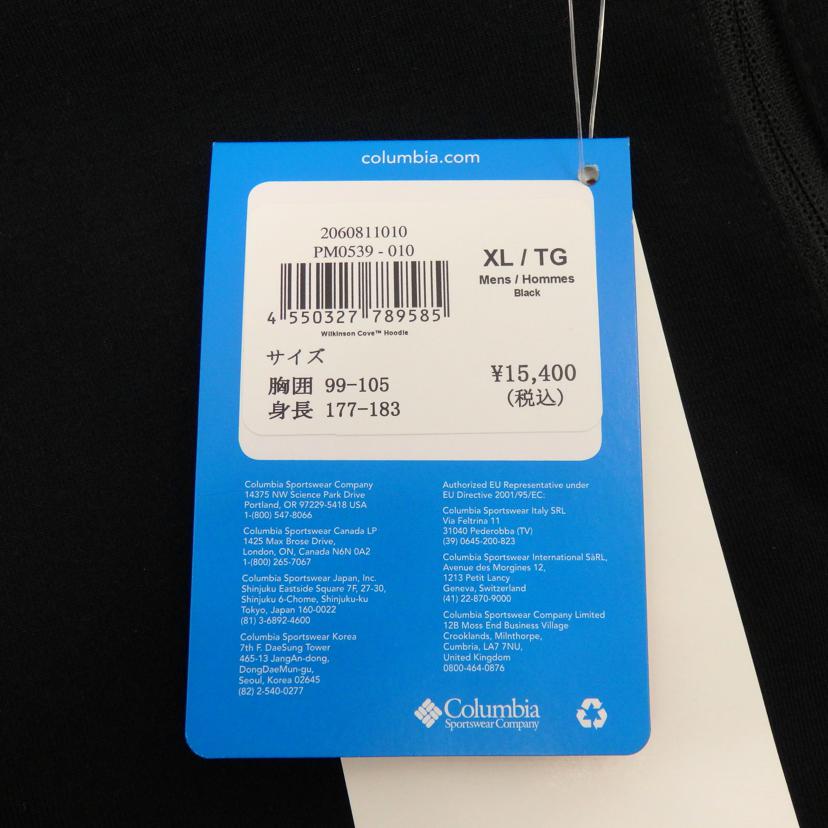 columbia.com
2060811010
PM0539 - 010
4 550327 789585
Wilkinson Cove™ Hoodie
XL / TG
Mens / Hommes
Black
サイズ
胸囲 99-105
身長 177-183
¥15,400
(税込)
Columbia Sportswear Company
14375 NW Science Park Drive
Portland, OR 97229-5418 USA
1-(800) 547-8066
Columbia Sportswear Canada LP
1425 Max Brose Drive,
London, ON, Canada N6N 0A2
1-(800) 265-7067
Columbia Sportswear Japan, Inc.
Shinjuku Eastside Square 7F, 27-30,
Shinjuku 6-Chome, Shinjuku-ku
Tokyo, Japan 160-0022
(81) 3-6892-4600
Columbia Sportswear Korea
7th F. DaeSung Tower
465-13 JangAn-dong,
DongDaeMun-gu,
Seoul, Korea 02645
(82) 2-540-0277
Authorized EU Representative under
EU Directive 2001/95/EC:
Columbia Sportswear Italy SRL
Via Feltrina 11
31040 Pederobba (TV)
(39) 0645-200-823
Columbia Sportswear International SàRL,
Avenue des Morgines 12,
1213 Petit Lancy
Geneva, Switzerland
(41) 22-870-9000
Columbia Sportswear Company Limited
12B Moss End Business Village
Crooklands, Milnthorpe,
Cumbria, LA7 7NU,
United Kingdom
0800-464-0876
Columbia
Sportswear Company